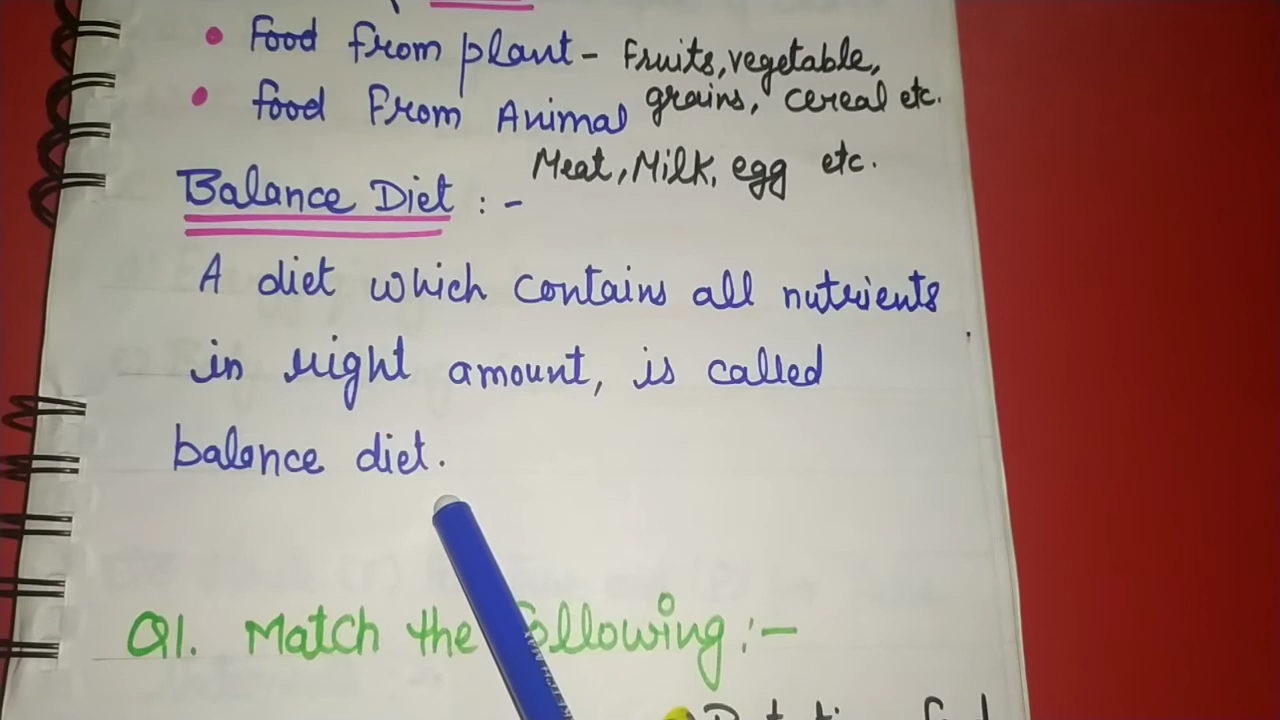 • Food from plant - Fruits, vegetable,
grains, cereal etc.
• food From Animal
Meat, Milk, egg etc.
Balance Diet : -
A diet which contains all nutrients
in right amount, is called
balance diet.
Q1. Match the following :-